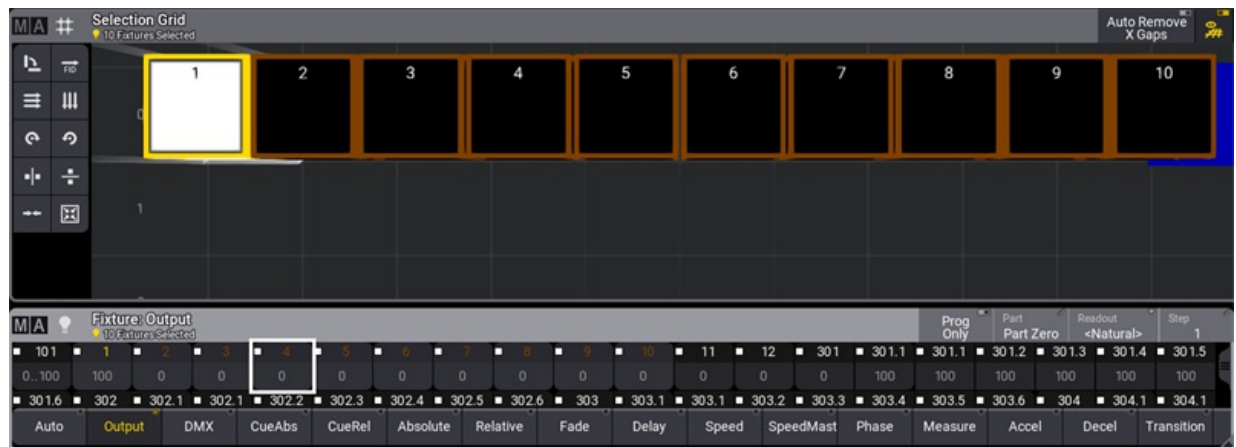 MA Selection Grid Auto Remove
10 Fixtures Selected X Gaps
FID
1 2 3 4 5 6 7 8 9 10
0
1
MA Fixture: Output Prog Part Readout Step
10 Fixtures Selected Only Part Zero <Natural> 1
101 1 2 3 4 5 6 7 8 9 10 11 12 301 301.1 301.1 301.2 301.3 301.4 301.5
0..100 100 0 0 0 0 0 0 0 0 0 0 0 0 100 100 100 100 100 100
301.6 302 302.1 302.1 302.2 302.3 302.4 302.5 302.6 303 303.1 303.1 303.2 303.3 303.4 303.5 303.6 304 304.1 304.1
Auto Output DMX CueAbs CueRel Absolute Relative Fade Delay Speed SpeedMast Phase Measure Accel Decel Transition